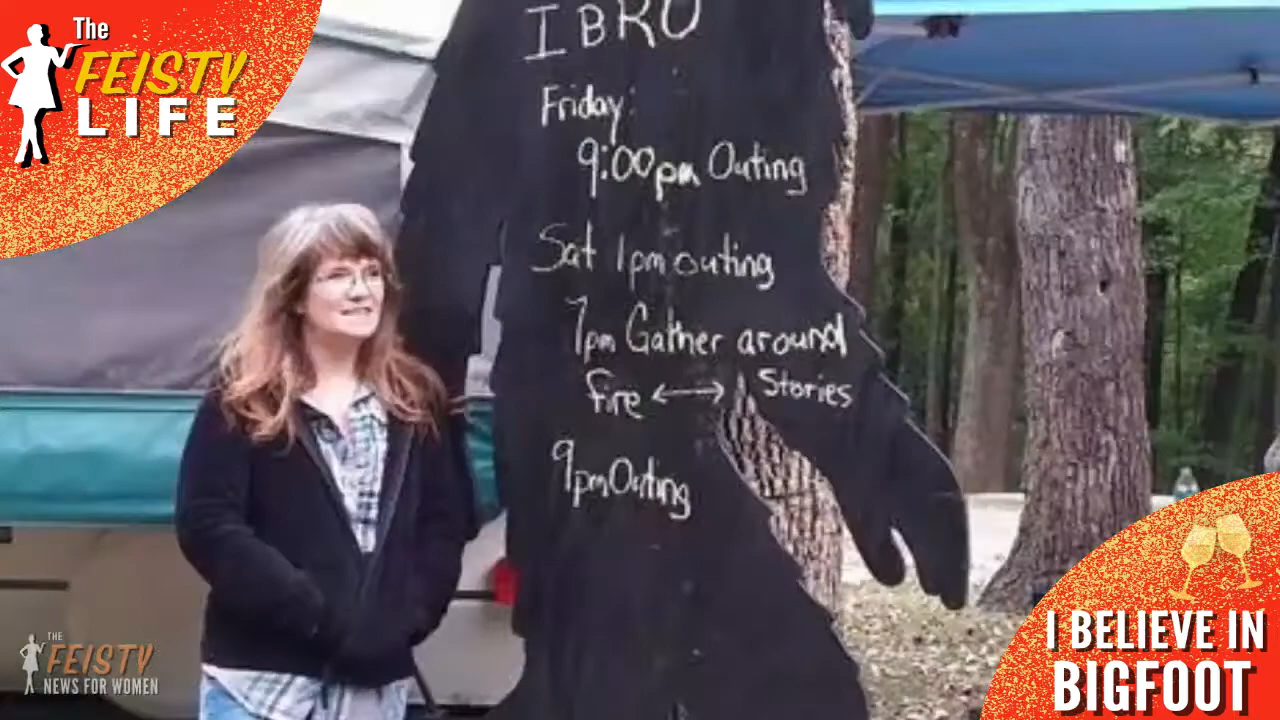 The
FEISTY
LIFE
IBRO
Friday:
9:00pm Outing
Sat 1pm outing
7pm Gather around
fire ←→ Stories
9pm Outing
THE
FEISTY
NEWS FOR WOMEN
I BELIEVE IN
BIGFOOT